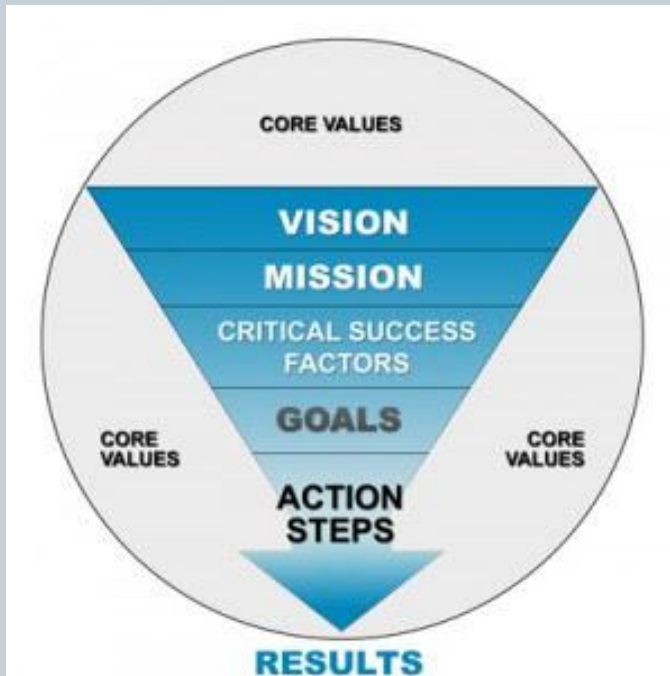 CORE VALUES
VISION
MISSION
CRITICAL SUCCESS
FACTORS
GOALS
CORE
VALUES
CORE
VALUES
ACTION
STEPS
RESULTS